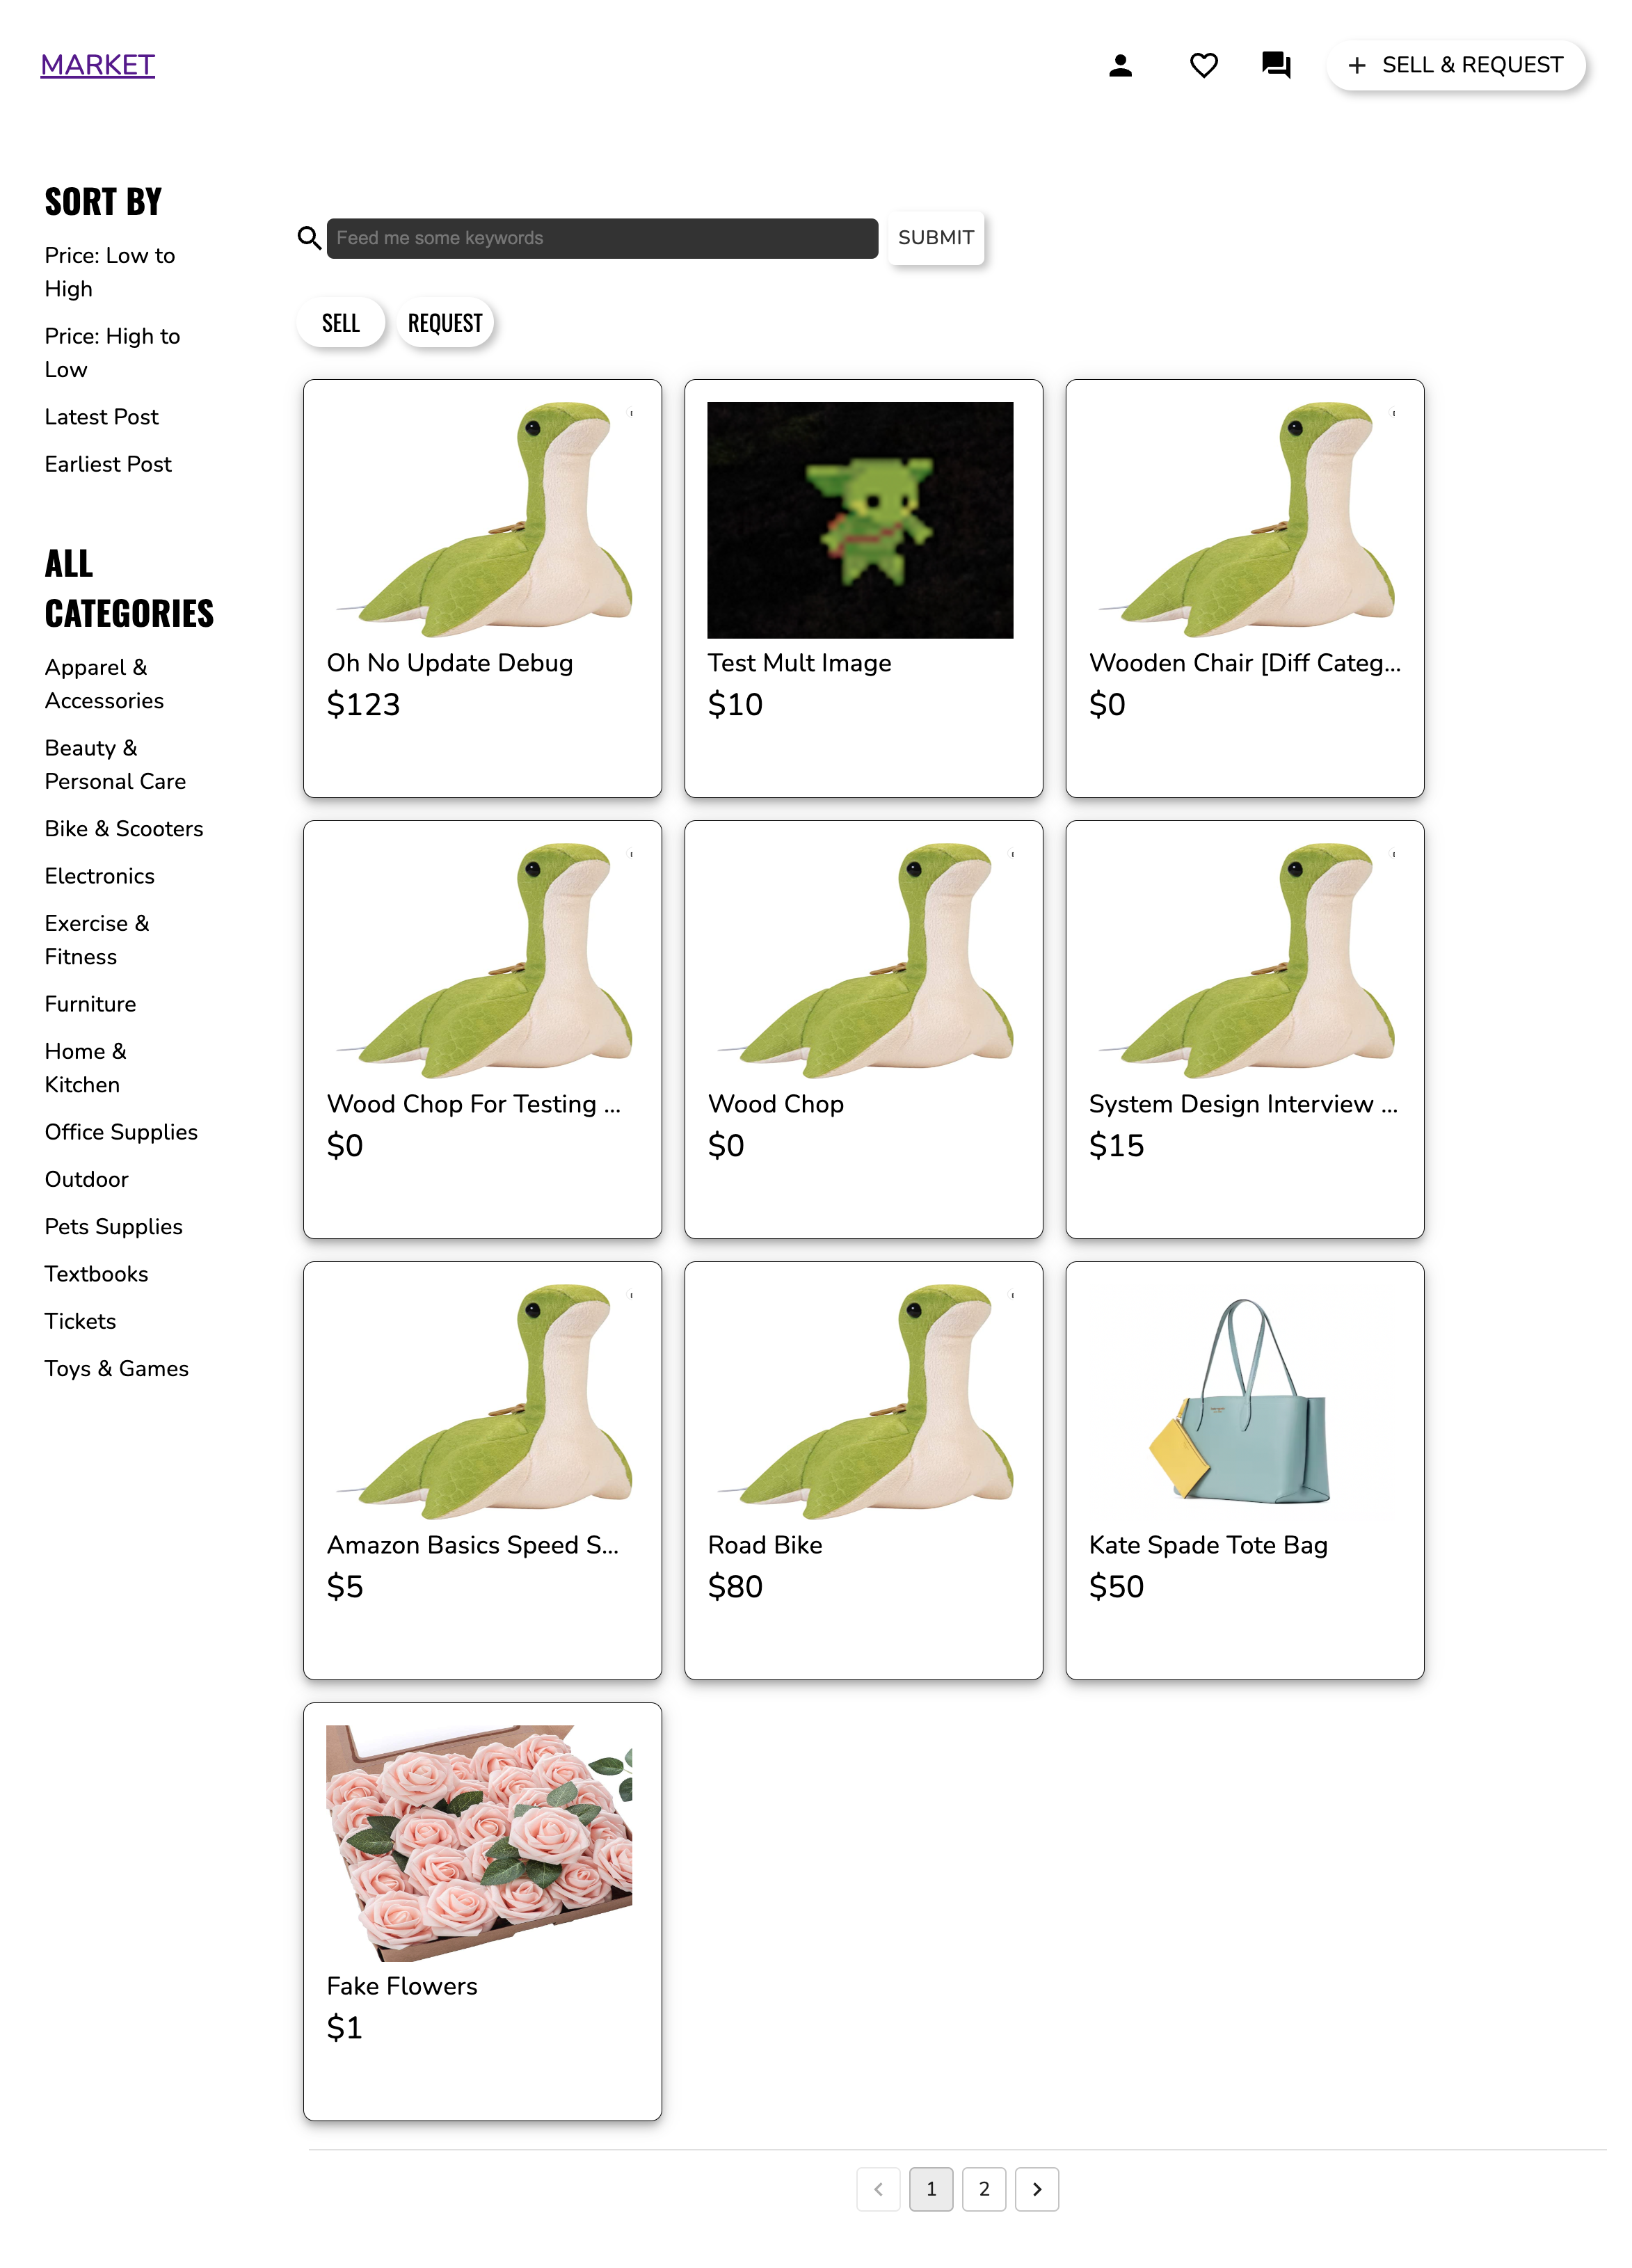 MARKET
SELL & REQUEST
SORT BY
Price: Low to
High
Price: High to
Low
Latest Post
Earliest Post
ALL
CATEGORIES
Apparel &
Accessories
Beauty &
Personal Care
Bike & Scooters
Electronics
Exercise &
Fitness
Furniture
Home &
Kitchen
Office Supplies
Outdoor
Pets Supplies
Textbooks
Tickets
Toys & Games
Feed me some keywords
SUBMIT
SELL
REQUEST
Oh No Update Debug
$123
Test Mult Image
$10
Wooden Chair [Diff Categ...
$0
Wood Chop For Testing ...
$0
Wood Chop
$0
System Design Interview ...
$15
Amazon Basics Speed S...
$5
Road Bike
$80
Kate Spade Tote Bag
$50
Fake Flowers
$1
1
2